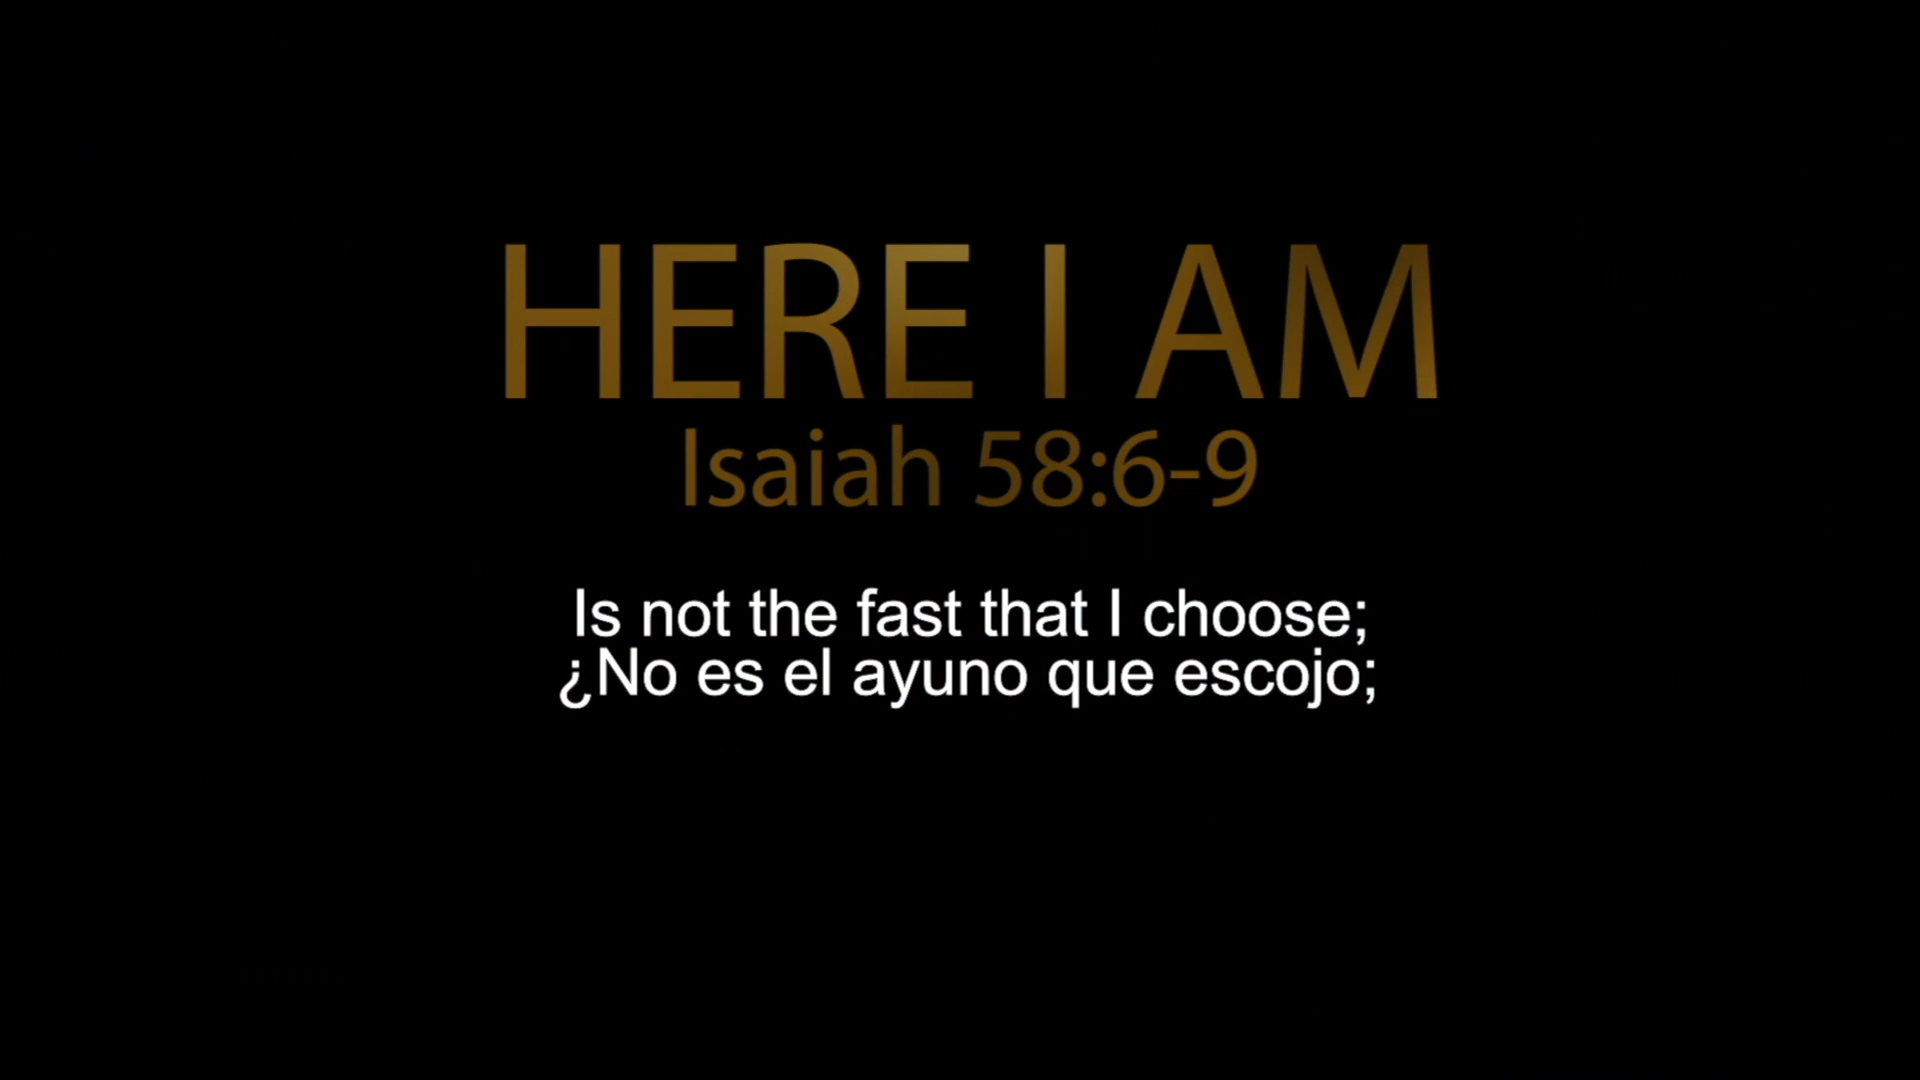 HERE I AM
Isaiah 58:6-9
Is not the fast that I choose;
¿No es el ayuno que escojo;